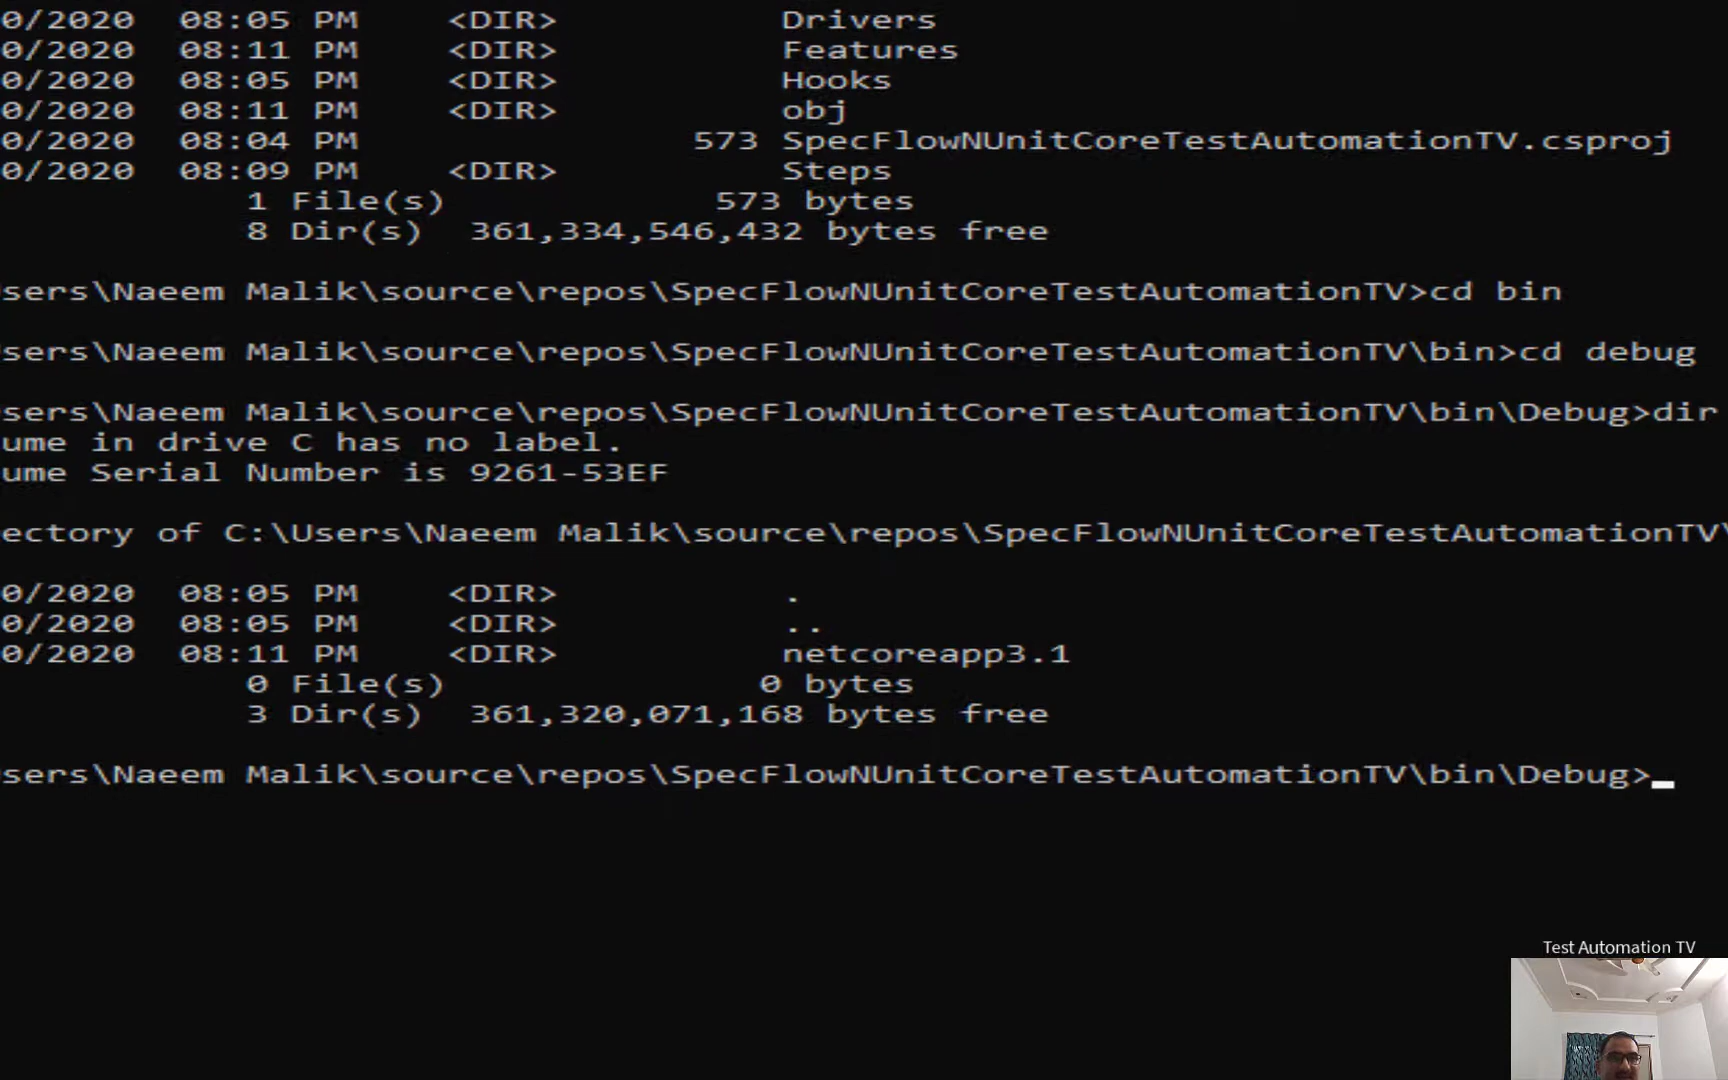 0/2020 08:05 PM <DIR> Drivers
0/2020 08:11 PM <DIR> Features
0/2020 08:05 PM <DIR> Hooks
0/2020 08:11 PM <DIR> obj
0/2020 08:04 PM 573 SpecFlowNUnitCoreTestAutomationTV.csproj
0/2020 08:09 PM <DIR> Steps
1 File(s) 573 bytes
8 Dir(s) 361,334,546,432 bytes free
sers\Naeem Malik\source\repos\SpecFlowNUnitCoreTestAutomationTV>cd bin
sers\Naeem Malik\source\repos\SpecFlowNUnitCoreTestAutomationTV\bin>cd debug
sers\Naeem Malik\source\repos\SpecFlowNUnitCoreTestAutomationTV\bin\Debug>dir
ume in drive C has no label.
ume Serial Number is 9261-53EF
ectory of C:\Users\Naeem Malik\source\repos\SpecFlowNUnitCoreTestAutomationTV\
0/2020 08:05 PM <DIR> .
0/2020 08:05 PM <DIR> ..
0/2020 08:11 PM <DIR> netcoreapp3.1
0 File(s) 0 bytes
3 Dir(s) 361,320,071,168 bytes free
sers\Naeem Malik\source\repos\SpecFlowNUnitCoreTestAutomationTV\bin\Debug>_
Test Automation TV